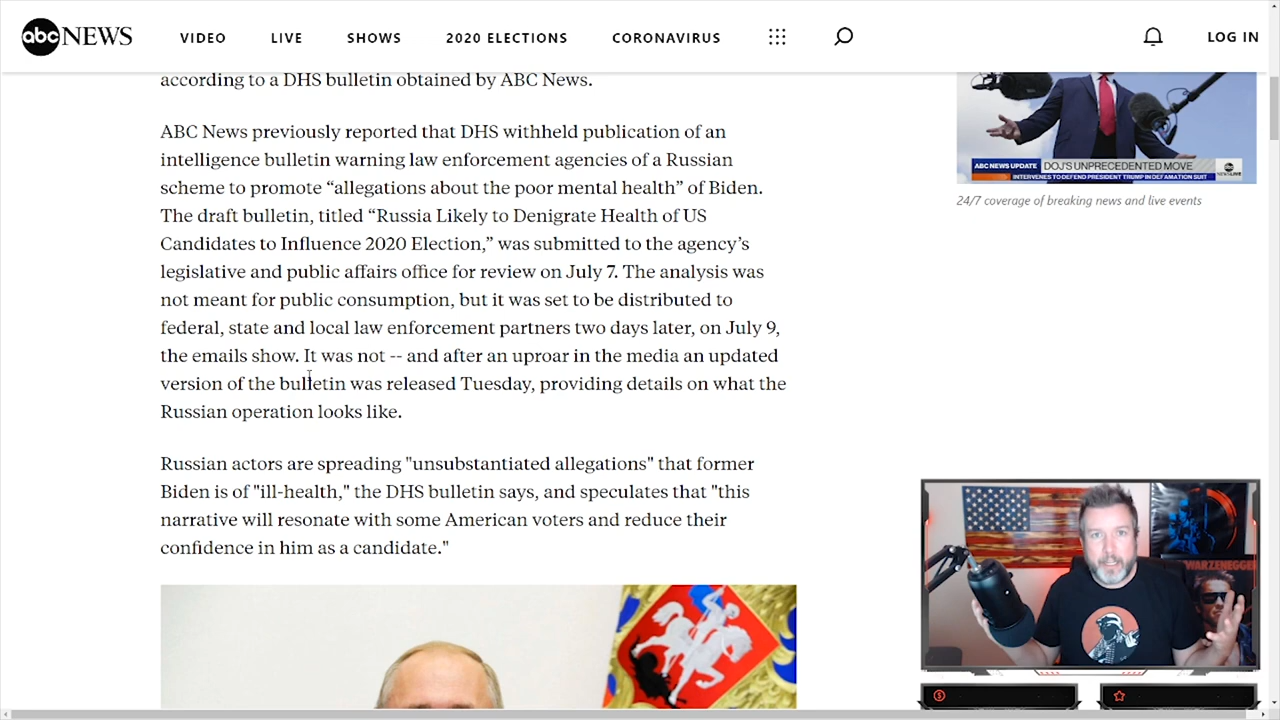 abc NEWS
VIDEO
LIVE
SHOWS
2020 ELECTIONS
CORONAVIRUS
LOG IN
according to a DHS bulletin obtained by ABC News.
ABC News previously reported that DHS withheld publication of an
intelligence bulletin warning law enforcement agencies of a Russian
scheme to promote “allegations about the poor mental health” of Biden.
The draft bulletin, titled “Russia Likely to Denigrate Health of US
Candidates to Influence 2020 Election,” was submitted to the agency’s
legislative and public affairs office for review on July 7. The analysis was
not meant for public consumption, but it was set to be distributed to
federal, state and local law enforcement partners two days later, on July 9,
the emails show. It was not -- and after an uproar in the media an updated
version of the bulletin was released Tuesday, providing details on what the
Russian operation looks like.
Russian actors are spreading "unsubstantiated allegations" that former
Biden is of "ill-health," the DHS bulletin says, and speculates that "this
narrative will resonate with some American voters and reduce their
confidence in him as a candidate."
ABC NEWS UPDATE
DOJ'S UNPRECEDENTED MOVE
INTERVENES TO DEFEND PRESIDENT TRUMP IN DEFAMATION SUIT
24/7 coverage of breaking news and live events
WARZENEGGER